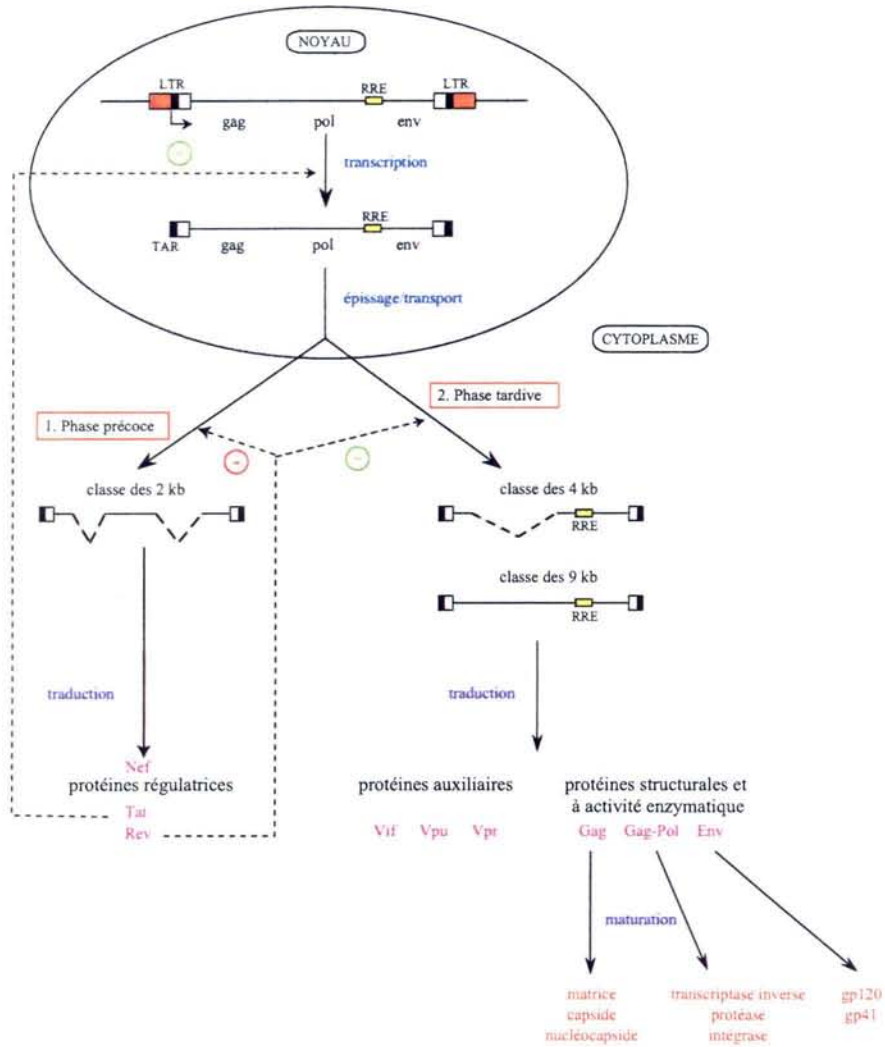 NOYAU
LTR
RRE
LTR
gag
pol
env
transcription
RRE
TAR
gag
pol
env
épissage/transport
CYTOPLASME
2. Phase tardive
1. Phase précoce
classe des 2 kb
classe des 4 kb
RRE
classe des 9 kb
RRE
traduction
traduction
Nef
protéines régulatrices
Tat
Rev
protéines auxiliaires
Vif Vpu Vpr
protéines structurales et
à activité enzymatique
Gag Gag-Pol Env
maturation
matrice
capside
nucléocapside
transcriptase inverse
protéase
intégrase
gp120
gp41